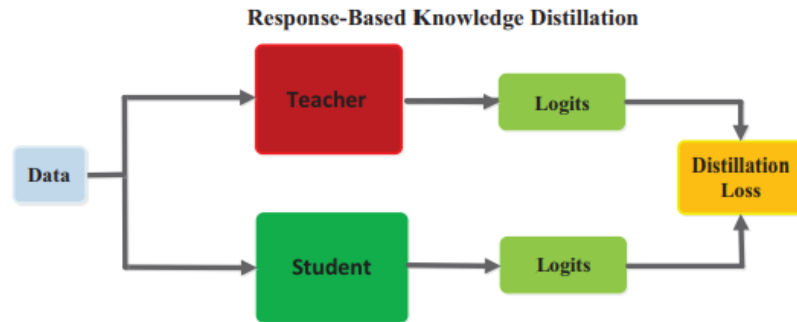 Response-Based Knowledge Distillation
Teacher
Logits
Data
Distillation
Loss
Student
Logits